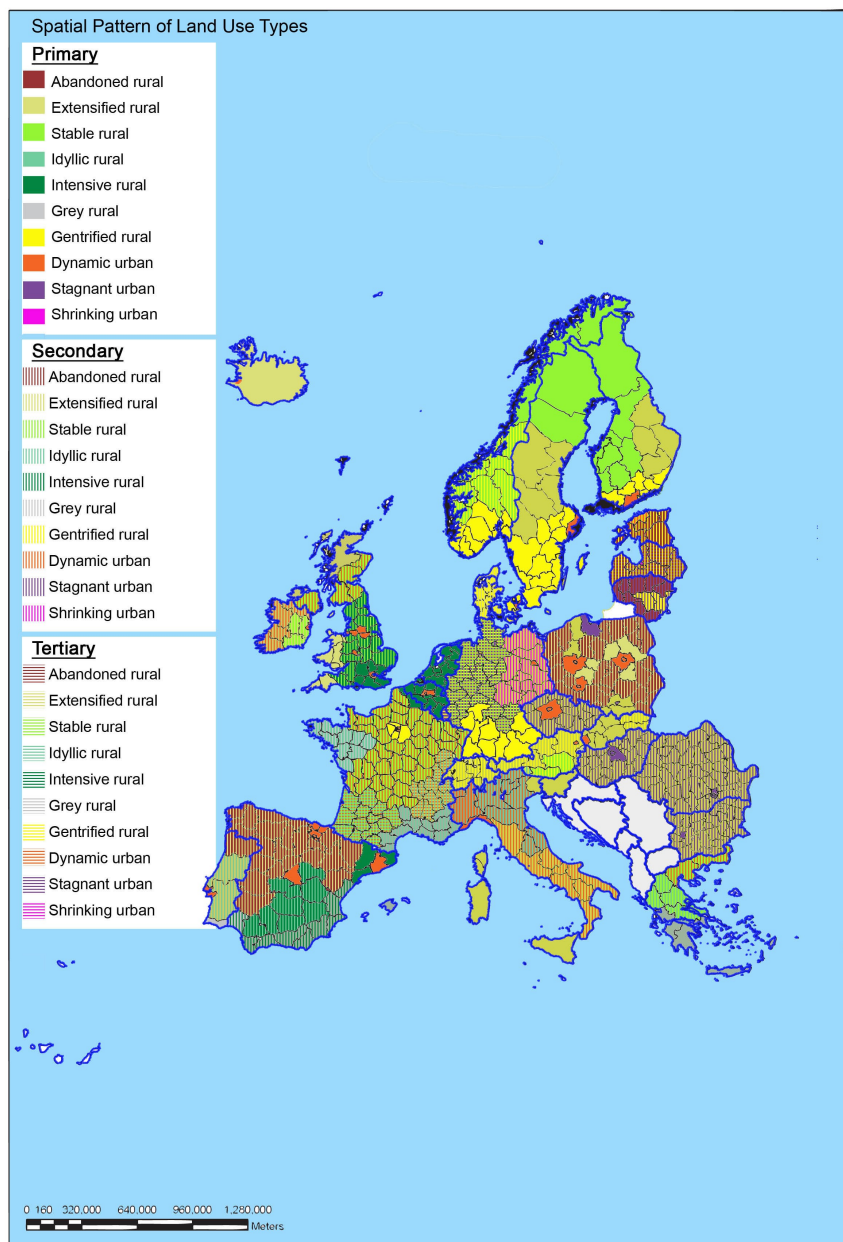 Spatial Pattern of Land Use Types
Primary
Abandoned rural
Extensified rural
Stable rural
Idyllic rural
Intensive rural
Grey rural
Gentrified rural
Dynamic urban
Stagnant urban
Shrinking urban
Secondary
Abandoned rural
Extensified rural
Stable rural
Idyllic rural
Intensive rural
Grey rural
Gentrified rural
Dynamic urban
Stagnant urban
Shrinking urban
Tertiary
Abandoned rural
Extensified rural
Stable rural
Idyllic rural
Intensive rural
Grey rural
Gentrified rural
Dynamic urban
Stagnant urban
Shrinking urban
0 160 320,000 640,000 960,000 1,280,000
Meters